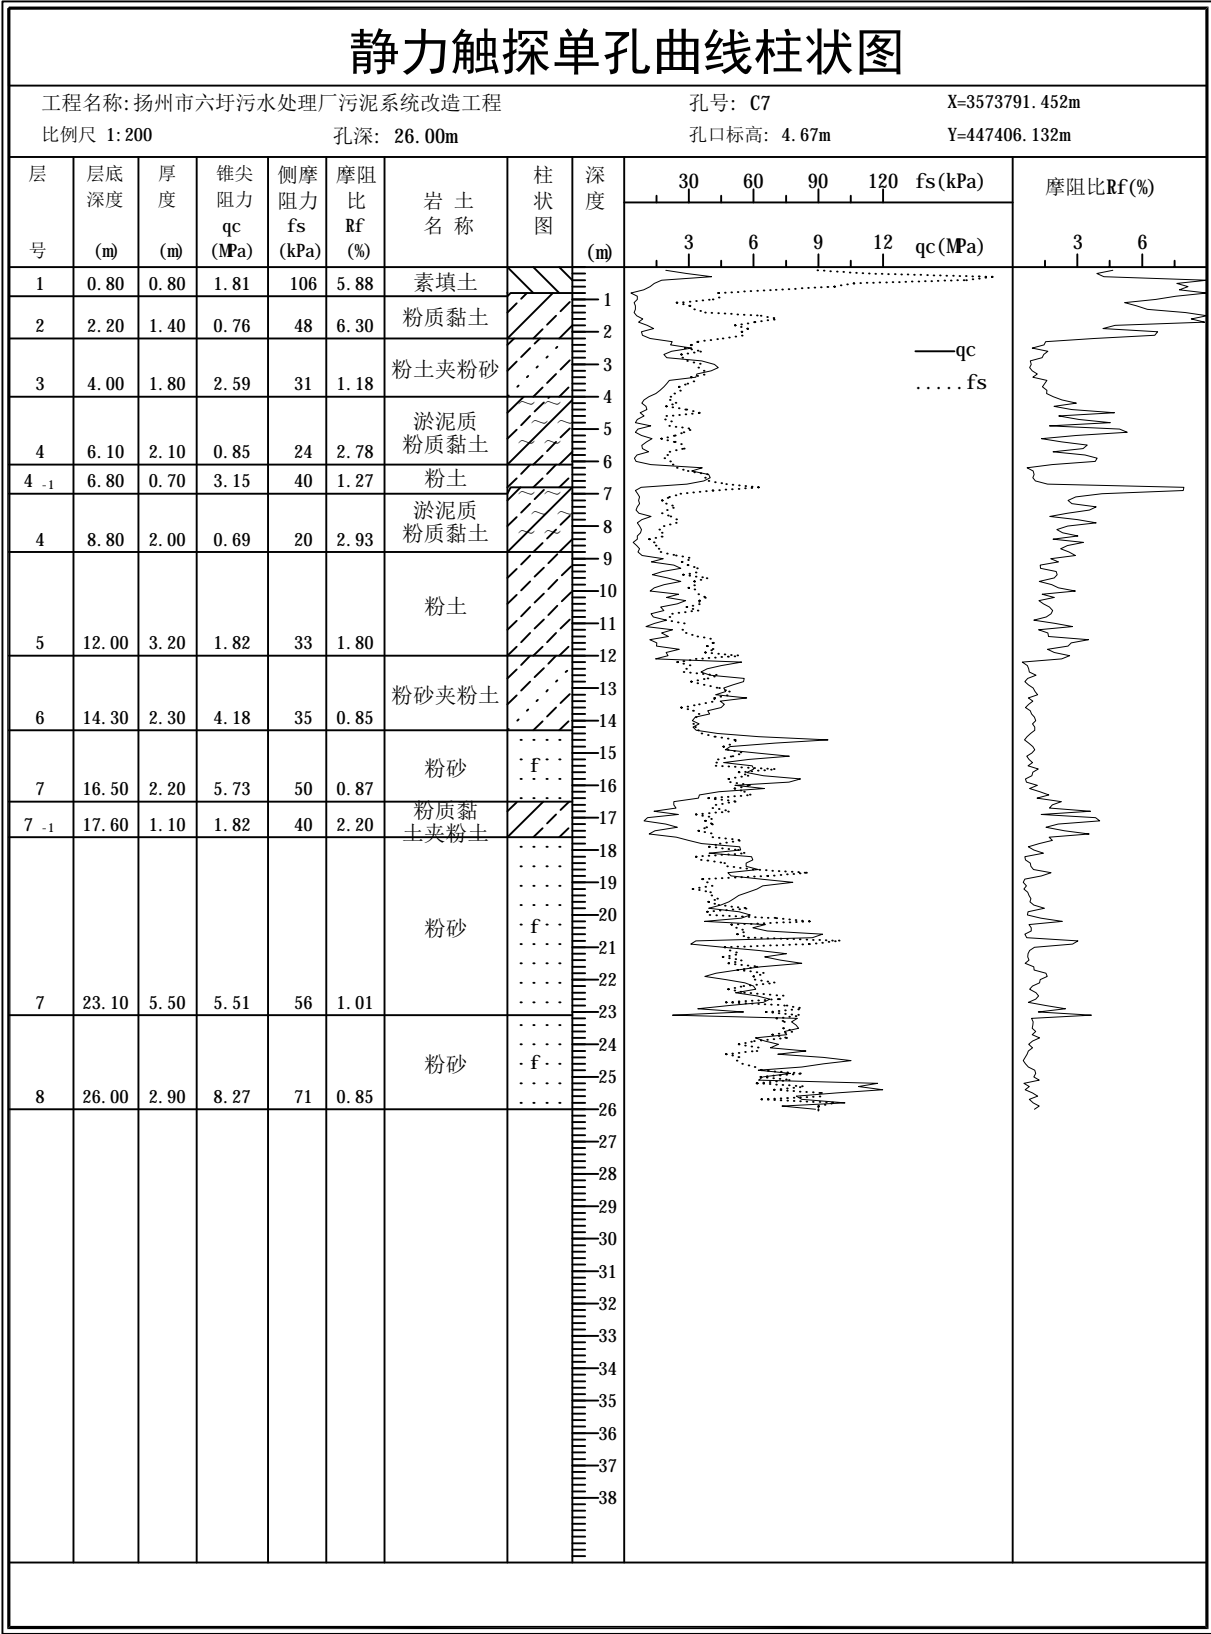 静力触探单孔曲线柱状图
工程名称:扬州市六圩污水处理厂污泥系统改造工程 孔号: C7 X=3573791.452m
比例尺 1:200 孔深: 26.00m 孔口标高: 4.67m Y=447406.132m
层号 层底深度(m) 厚度(m) 锥尖阻力qc(MPa) 侧摩阻力fs(kPa) 摩阻比Rf(%) 岩土名称 柱状图 深度(m)
30 60 90 120 fs(kPa) 摩阻比Rf(%)
3 6 9 12 qc(MPa) 3 6
1 0.80 0.80 1.81 106 5.88 素填土
2 2.20 1.40 0.76 48 6.30 粉质黏土
3 4.00 1.80 2.59 31 1.18 粉土夹粉砂
4 6.10 2.10 0.85 24 2.78 淤泥质粉质黏土
4-1 6.80 0.70 3.15 40 1.27 粉土
4 8.80 2.00 0.69 20 2.93 淤泥质粉质黏土
5 12.00 3.20 1.82 33 1.80 粉土
6 14.30 2.30 4.18 35 0.85 粉砂夹粉土
7 16.50 2.20 5.73 50 0.87 粉砂 f
7-1 17.60 1.10 1.82 40 2.20 粉质黏土夹粉土
7 23.10 5.50 5.51 56 1.01 粉砂 f
8 26.00 2.90 8.27 71 0.85 粉砂 f
1
2
3
4
5
6
7
8
9
10
11
12
13
14
15
16
17
18
19
20
21
22
23
24
25
26
27
28
29
30
31
32
33
34
35
36
37
38
qc
fs